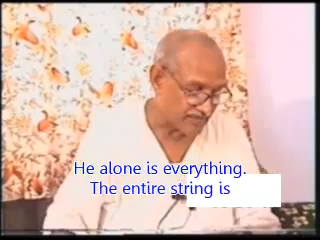 He alone is everything.
The entire string is